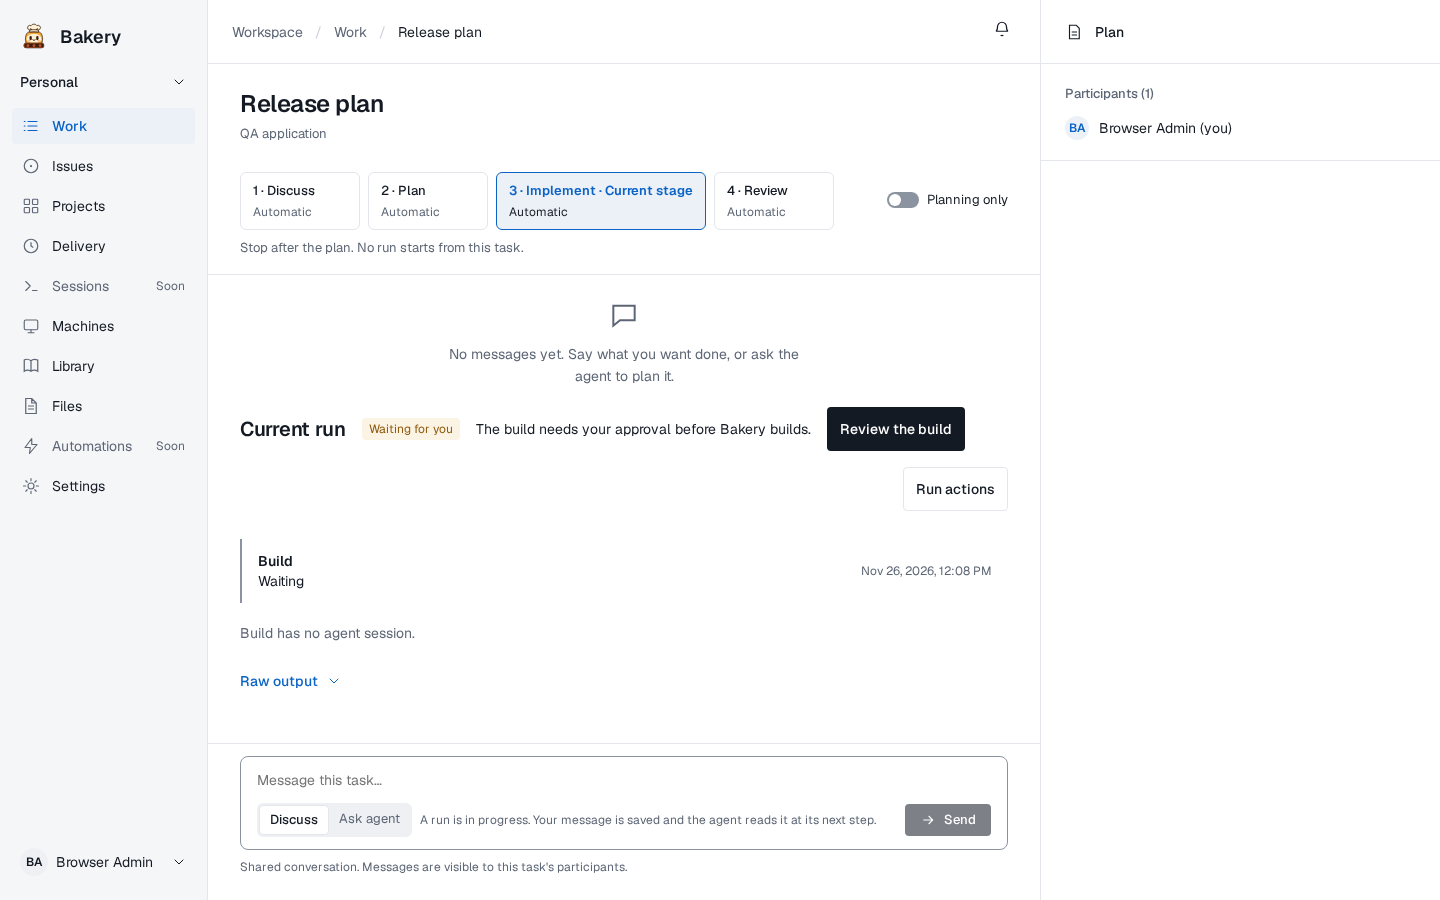 Bakery
Personal
Work
Issues
Projects
Delivery
Sessions Soon
Machines
Library
Files
Automations Soon
Settings
BA Browser Admin
Workspace / Work / Release plan
Release plan
QA application
1 · Discuss
Automatic
2 · Plan
Automatic
3 · Implement · Current stage
Automatic
4 · Review
Automatic
Planning only
Stop after the plan. No run starts from this task.
No messages yet. Say what you want done, or ask the
agent to plan it.
Current run Waiting for you The build needs your approval before Bakery builds. Review the build
Run actions
Build
Waiting
Nov 26, 2026, 12:08 PM
Build has no agent session.
Raw output
Message this task...
Discuss Ask agent A run is in progress. Your message is saved and the agent reads it at its next step. Send
Shared conversation. Messages are visible to this task's participants.
Plan
Participants (1)
BA Browser Admin (you)